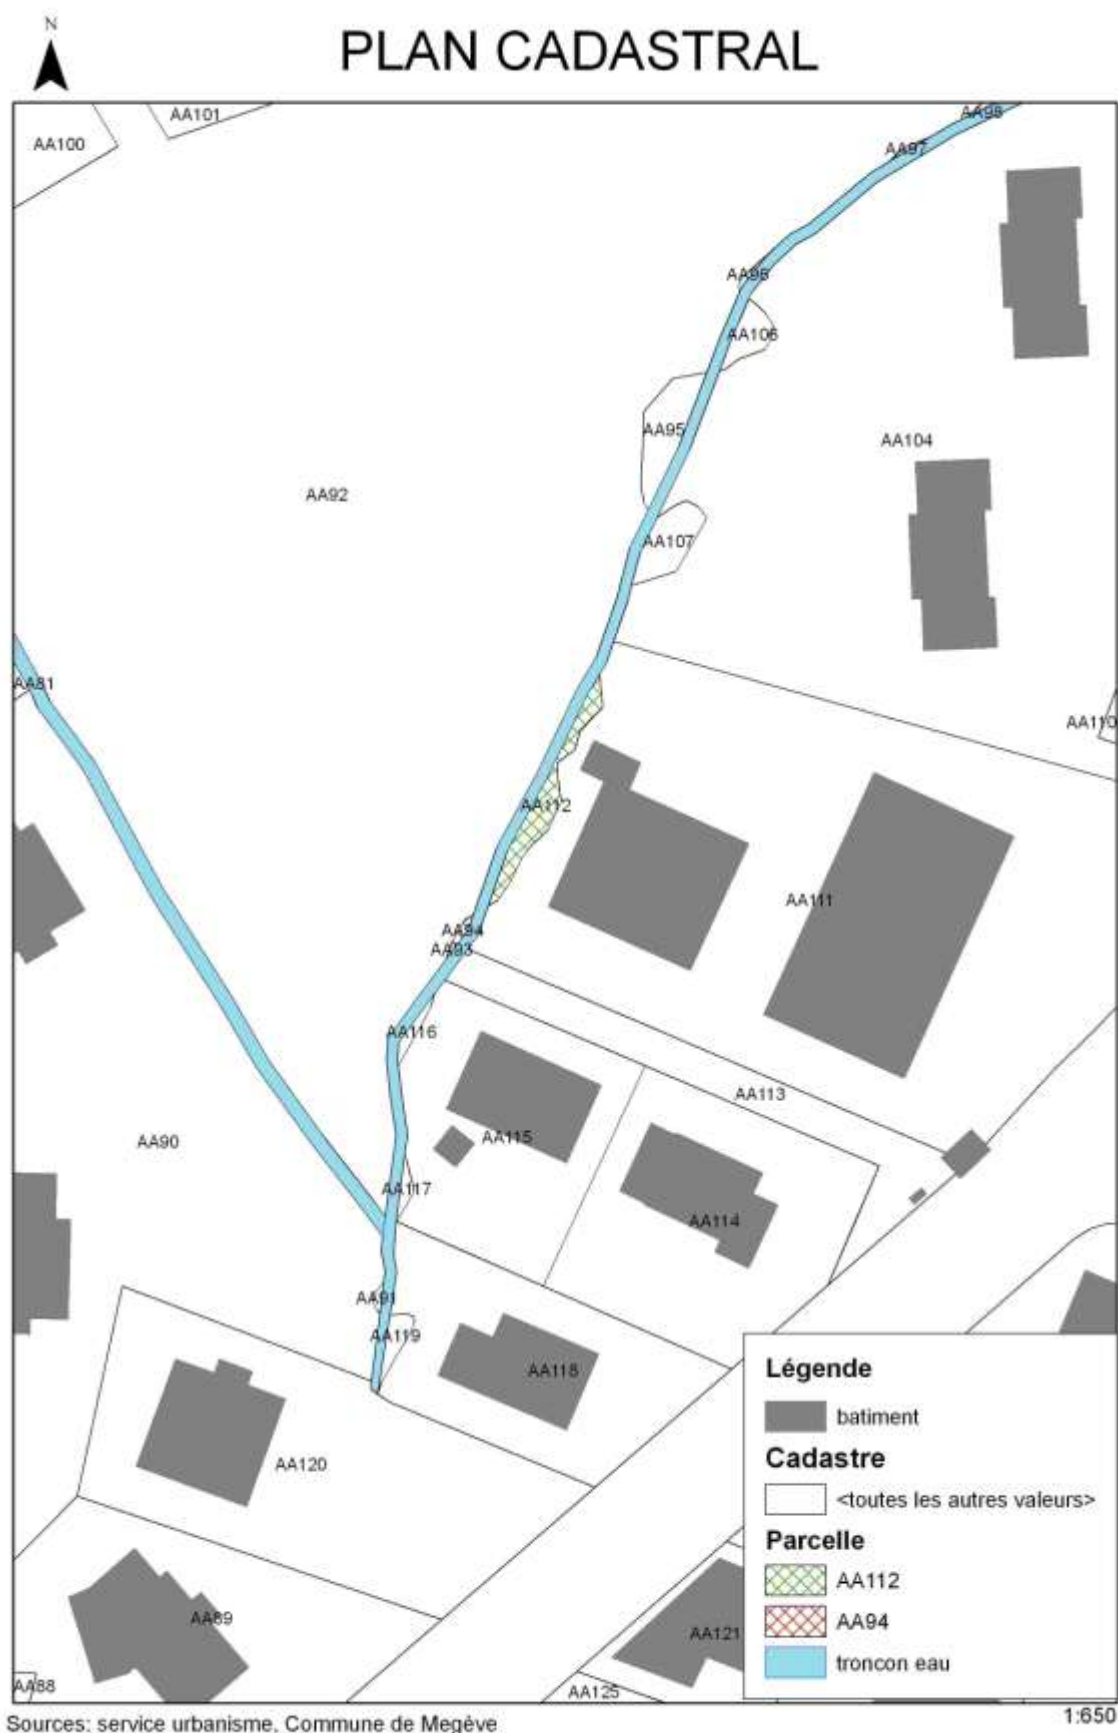 N
PLAN CADASTRAL
AA98
AA101
AA100
AA97
AA96
AA106
AA95
AA104
AA92
AA107
AA81
AA110
AA112
AA111
AA94
AA93
AA116
AA113
AA115
AA90
AA117
AA114
AA91
AA119
AA118
AA120
AA89
AA121
AA88
AA125
Légende
batiment
Cadastre
<toutes les autres valeurs>
Parcelle
AA112
AA94
troncon eau
Sources: service urbanisme, Commune de Megève
1:650